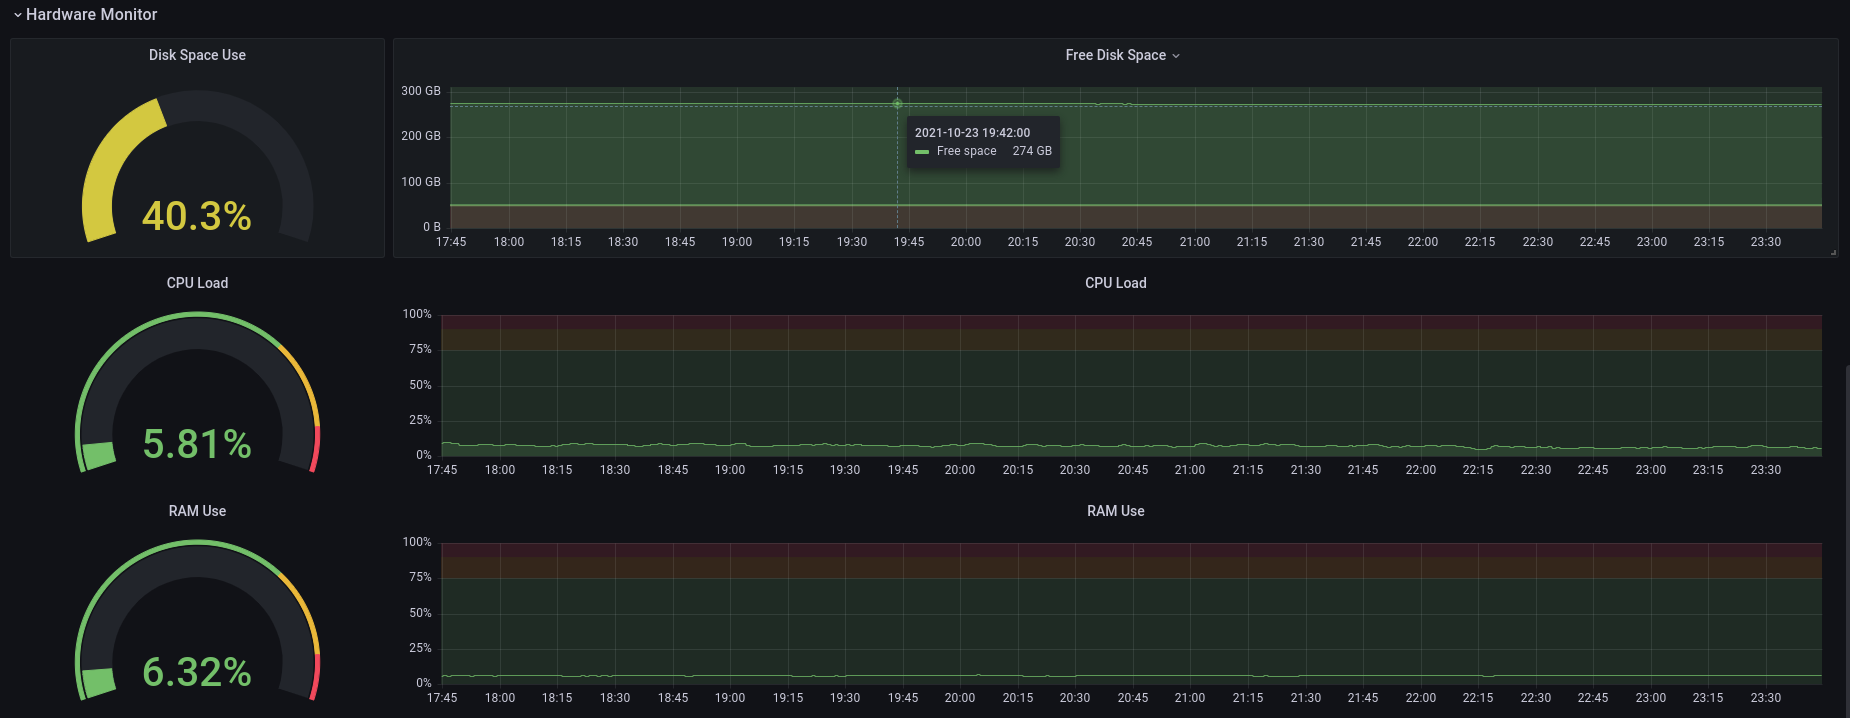 Hardware Monitor
Disk Space Use
40.3%
Free Disk Space
300 GB
200 GB
100 GB
0 B
2021-10-23 19:42:00
Free space 274 GB
17:45 18:00 18:15 18:30 18:45 19:00 19:15 19:30 19:45 20:00 20:15 20:30 20:45 21:00 21:15 21:30 21:45 22:00 22:15 22:30 22:45 23:00 23:15 23:30
CPU Load
5.81%
CPU Load
100%
75%
50%
25%
0%
17:45 18:00 18:15 18:30 18:45 19:00 19:15 19:30 19:45 20:00 20:15 20:30 20:45 21:00 21:15 21:30 21:45 22:00 22:15 22:30 22:45 23:00 23:15 23:30
RAM Use
6.32%
RAM Use
100%
75%
50%
25%
0%
17:45 18:00 18:15 18:30 18:45 19:00 19:15 19:30 19:45 20:00 20:15 20:30 20:45 21:00 21:15 21:30 21:45 22:00 22:15 22:30 22:45 23:00 23:15 23:30